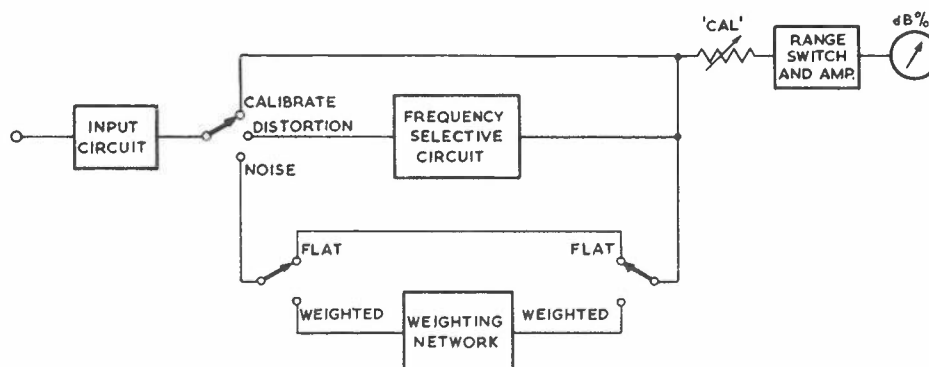 'CAL'
dB%
RANGE
SWITCH
AND AMP.
INPUT
CIRCUIT
CALIBRATE
DISTORTION
NOISE
FREQUENCY
SELECTIVE
CIRCUIT
FLAT
FLAT
WEIGHTED
WEIGHTING
NETWORK
WEIGHTED